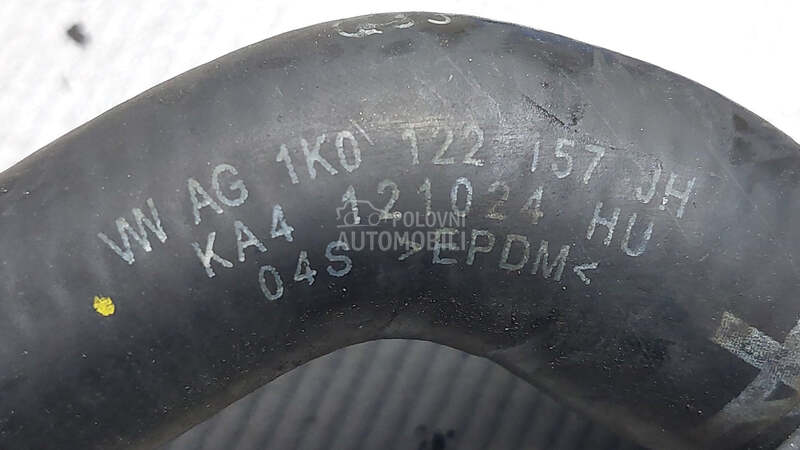 VW AG 1K0 122 157 JH
KA4 121024 HU
04S >EPDM<
POLOVNI
AUTOMOBILI